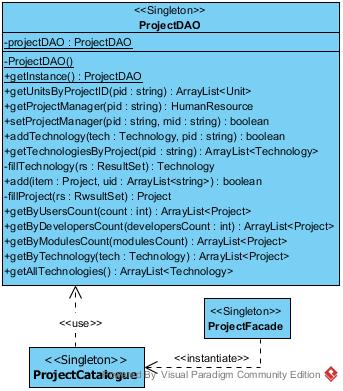 <<Singleton>>
ProjectDAO
-projectDAO : ProjectDAO
-ProjectDAO()
+getInstance() : ProjectDAO
+getUnitsByProjectID(pid : string) : ArrayList<Unit>
+getProjectManager(pid : string) : HumanResource
+setProjectManager(pid : string, mid : string) : boolean
+addTechnology(tech : Technology, pid : string) : boolean
+getTechnologiesByProject(pid : string) : ArrayList<Technology>
-fillTechnology(rs : ResultSet) : Technology
+add(item : Project, uid : ArrayList<string>) : boolean
-fillProject(rs : RwsultSet) : Project
+getByUsersCount(count : int) : ArrayList<Project>
+getByDevelopersCount(developersCount : int) : ArrayList<Project>
+getByModulesCount(modulesCount) : ArrayList<Project>
+getByTechnology(tech : Technology) : ArrayList<Project>
+getAllTechnologies() : ArrayList<Technology>
<<use>>
<<Singleton>>
ProjectFacade
<<Singleton>>
ProjectCatalogue
<<instantiate>>
Powered By Visual Paradigm Community Edition